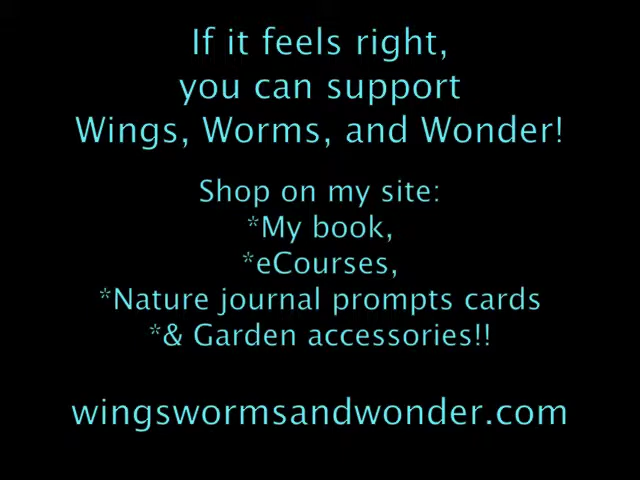 If it feels right,
you can support
Wings, Worms, and Wonder!
Shop on my site:
*My book,
*eCourses,
*Nature journal prompts cards
*& Garden accessories!!
wingswormsandwonder.com